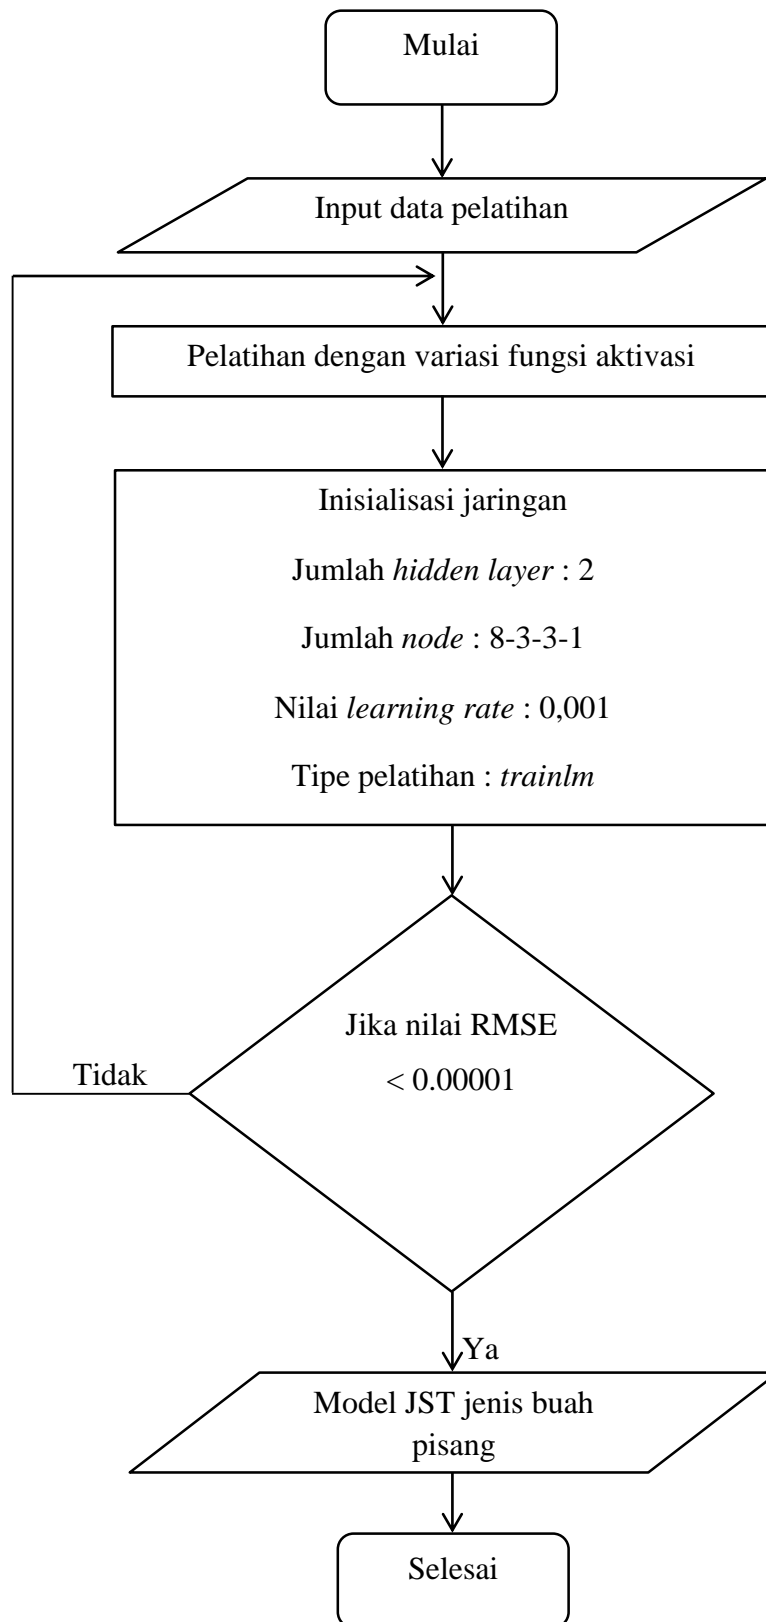 Mulai
Input data pelatihan
Pelatihan dengan variasi fungsi aktivasi
Inisialisasi jaringan
Jumlah hidden layer : 2
Jumlah node : 8-3-3-1
Nilai learning rate : 0,001
Tipe pelatihan : trainlm
Jika nilai RMSE
< 0.00001
Tidak
Ya
Model JST jenis buah
pisang
Selesai